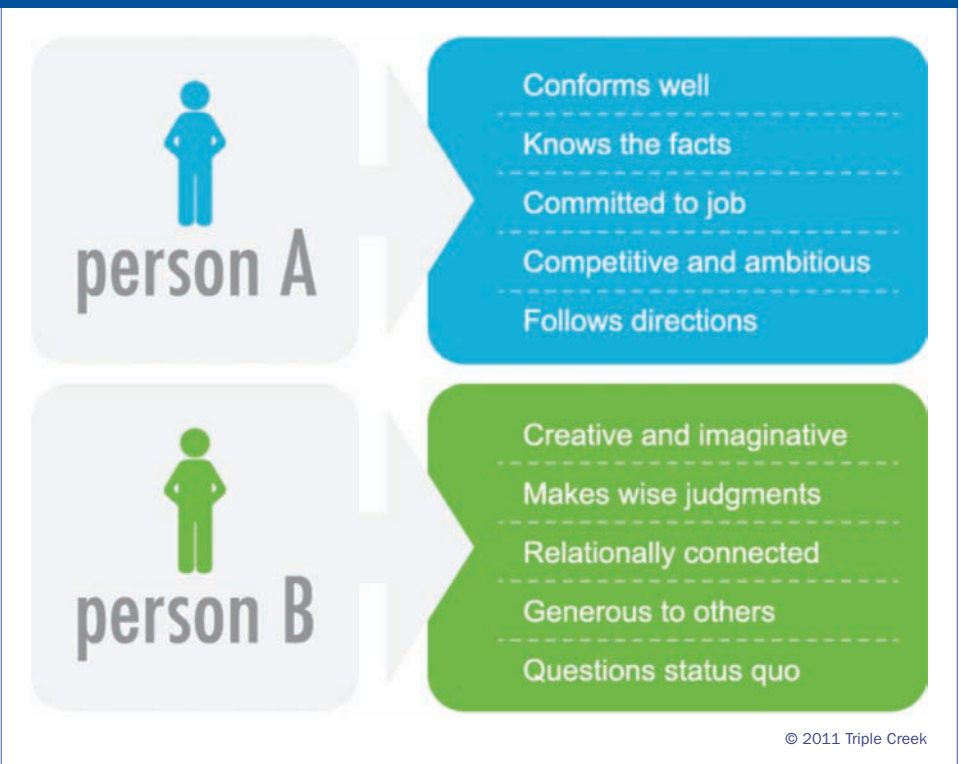 person A
Conforms well
Knows the facts
Committed to job
Competitive and ambitious
Follows directions
person B
Creative and imaginative
Makes wise judgments
Relationally connected
Generous to others
Questions status quo
© 2011 Triple Creek